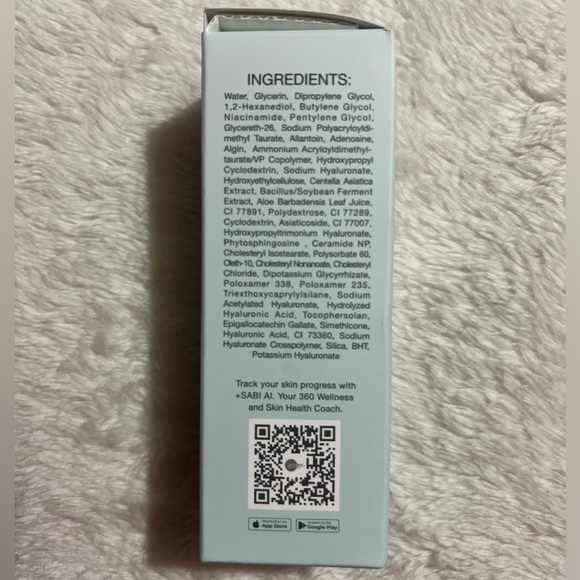 INGREDIENTS:
Water, Glycerin, Dipropylene Glycol,
1,2-Hexanediol, Butylene Glycol,
Niacinamide, Pentylene Glycol,
Glycereth-26, Sodium Polyacryloyldi-
methyl Taurate, Allantoin, Adenosine,
Algin, Ammonium Acryloyldimethyl-
taurate/VP Copolymer, Hydroxypropyl
Cyclodextrin, Sodium Hyaluronate,
Hydroxyethylcellulose, Centella Asiatica
Extract, Bacillus/Soybean Ferment
Extract, Aloe Barbadensis Leaf Juice,
CI 77891, Polydextrose, CI 77289,
Cyclodextrin, Asiaticoside, CI 77007,
Hydroxypropyltrimonium Hyaluronate,
Phytosphingosine , Ceramide NP,
Cholesteryl Isostearate, Polysorbate 60,
Oleth-10, Cholesteryl Nonanoate, Cholesteryl
Chloride, Dipotassium Glycyrrhizate,
Poloxamer 338, Poloxamer 235,
Triexthoxycaprylylsilane, Sodium
Acetylated Hyaluronate, Hydrolyzed
Hyaluronic Acid, Tocophersolan,
Epigallocatechin Gallate, Simethicone,
Hyaluronic Acid, CI 73360, Sodium
Hyaluronate Crosspolymer, Silica, BHT,
Potassium Hyaluronate
Track your skin progress with
+SABI AI. Your 360 Wellness
and Skin Health Coach.
App Store
Google Play